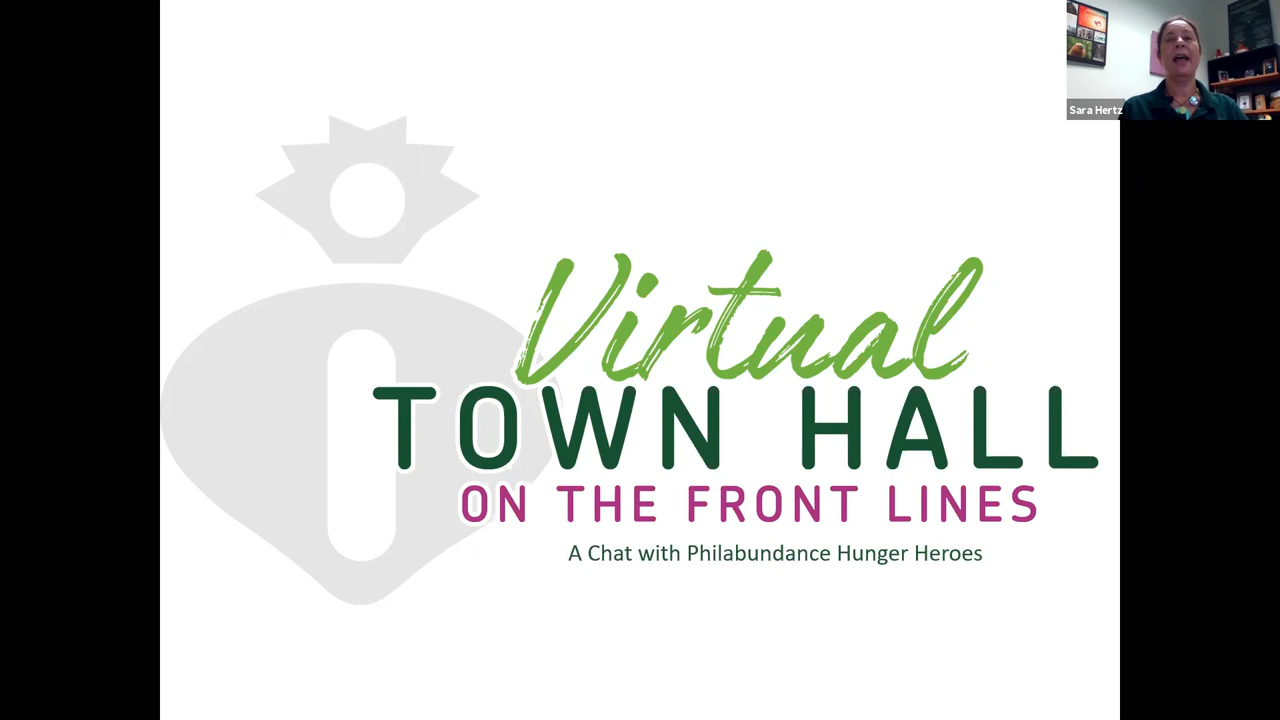 Sara Hertz
Virtual
TOWN HALL
ON THE FRONT LINES
A Chat with Philabundance Hunger Heroes